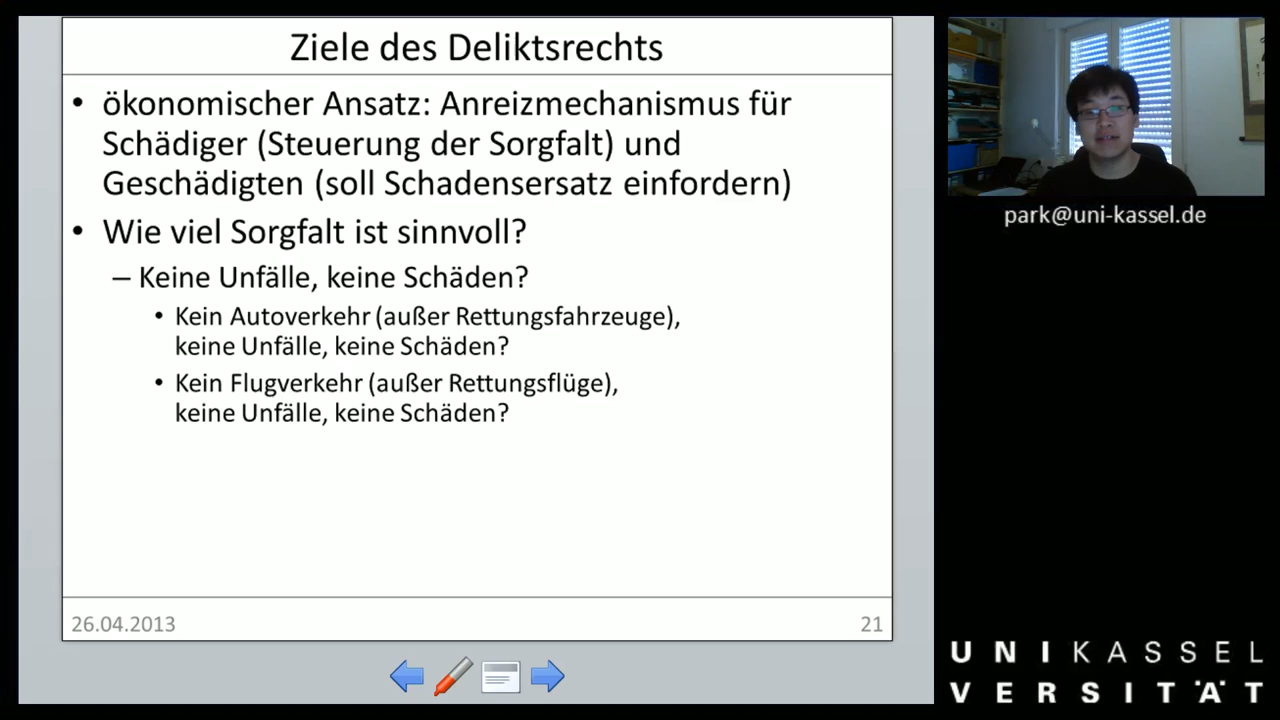 Ziele des Deliktsrechts
• ökonomischer Ansatz: Anreizmechanismus für
Schädiger (Steuerung der Sorgfalt) und
Geschädigten (soll Schadensersatz einfordern)
• Wie viel Sorgfalt ist sinnvoll?
– Keine Unfälle, keine Schäden?
• Kein Autoverkehr (außer Rettungsfahrzeuge),
keine Unfälle, keine Schäden?
• Kein Flugverkehr (außer Rettungsflüge),
keine Unfälle, keine Schäden?
26.04.2013
21
park@uni-kassel.de
UNIKASSEL
VERSITÄT